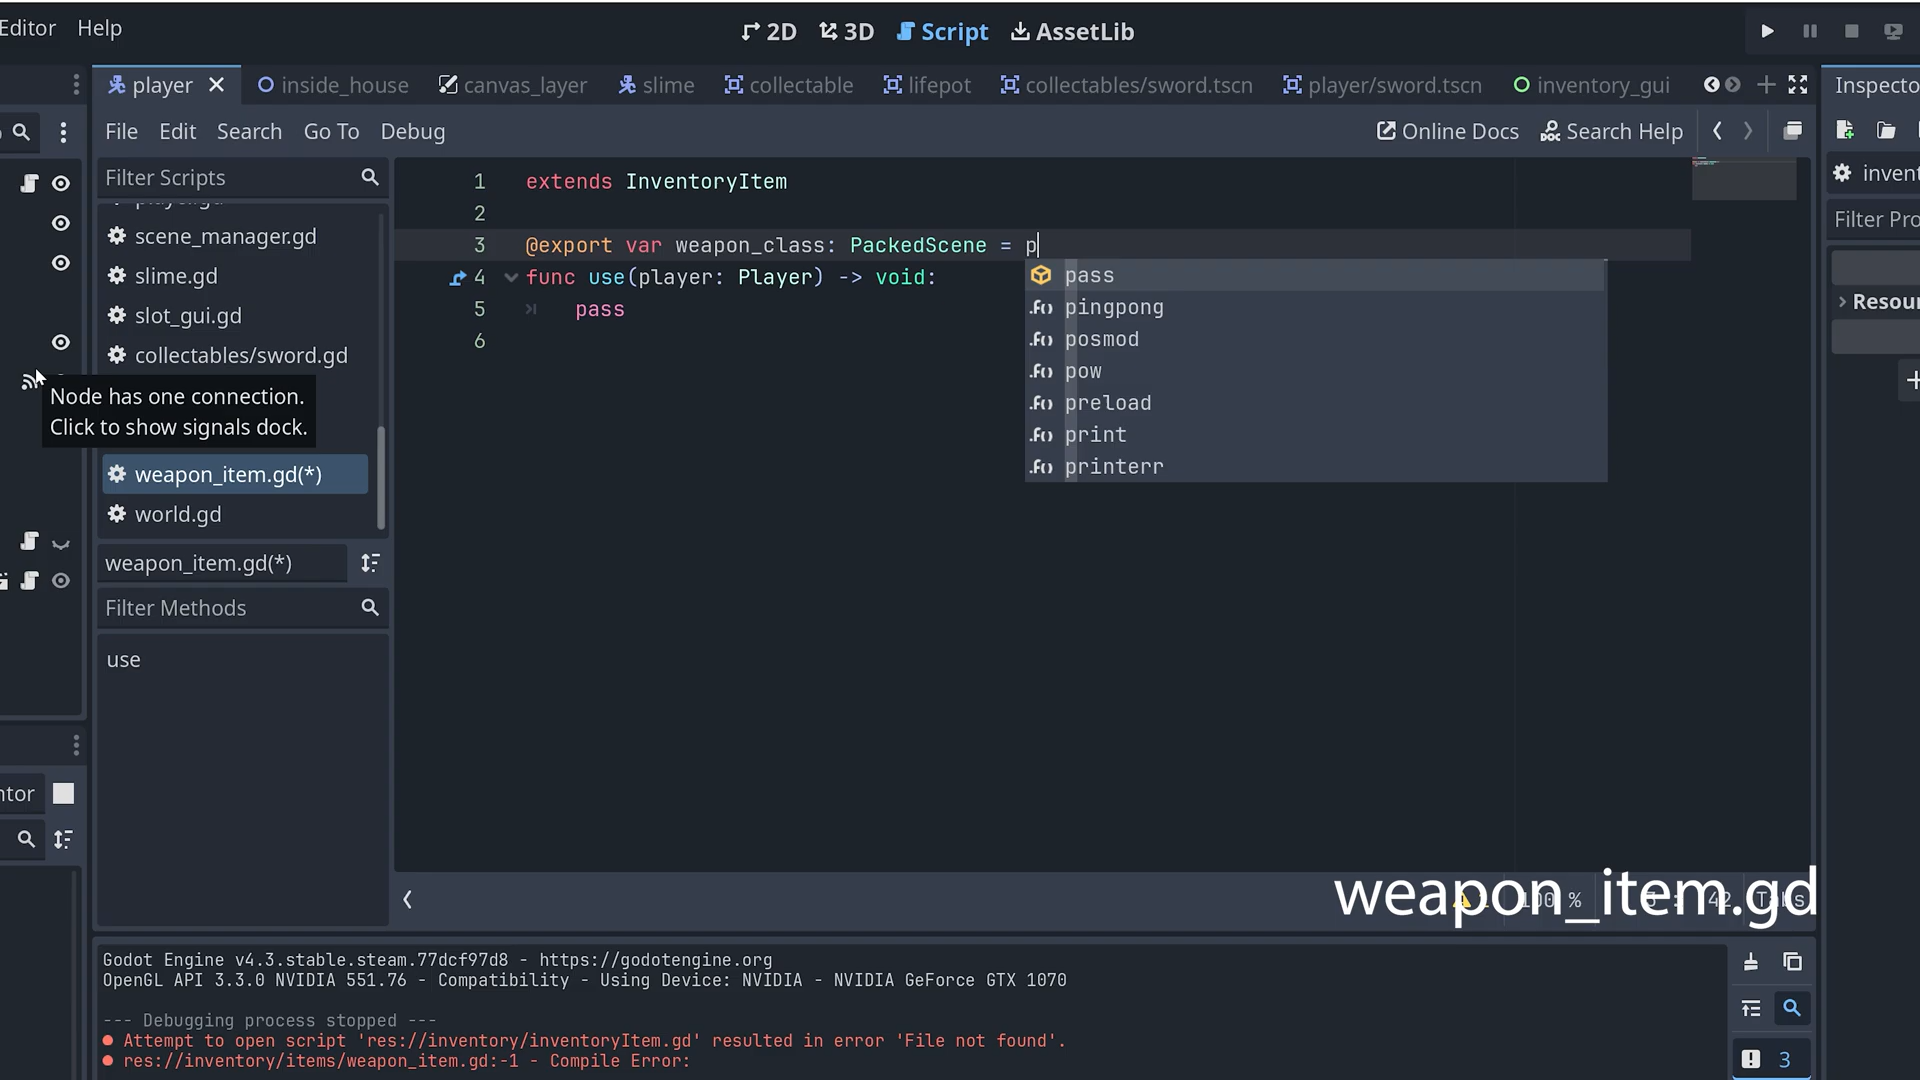 Editor Help
2D 3D Script AssetLib
player inside_house canvas_layer slime collectable lifepot collectables/sword.tscn player/sword.tscn inventory_gui
Inspecto
File Edit Search Go To Debug
Online Docs Search Help
Filter Scripts
scene_manager.gd
slime.gd
slot_gui.gd
collectables/sword.gd
Node has one connection.
Click to show signals dock.
weapon_item.gd(*)
world.gd
weapon_item.gd(*)
Filter Methods
use
1 extends InventoryItem
2
3 @export var weapon_class: PackedScene = p
4 func use(player: Player) -> void:
5 pass
6
pass
pingpong
posmod
pow
preload
print
printerr
invent
Filter Pro
Resour
ntor
weapon_item.gd
Godot Engine v4.3.stable.steam.77dcf97d8 - https://godotengine.org
OpenGL API 3.3.0 NVIDIA 551.76 - Compatibility - Using Device: NVIDIA - NVIDIA GeForce GTX 1070
--- Debugging process stopped ---
Attempt to open script 'res://inventory/inventoryItem.gd' resulted in error 'File not found'.
res://inventory/items/weapon_item.gd:-1 - Compile Error:
3